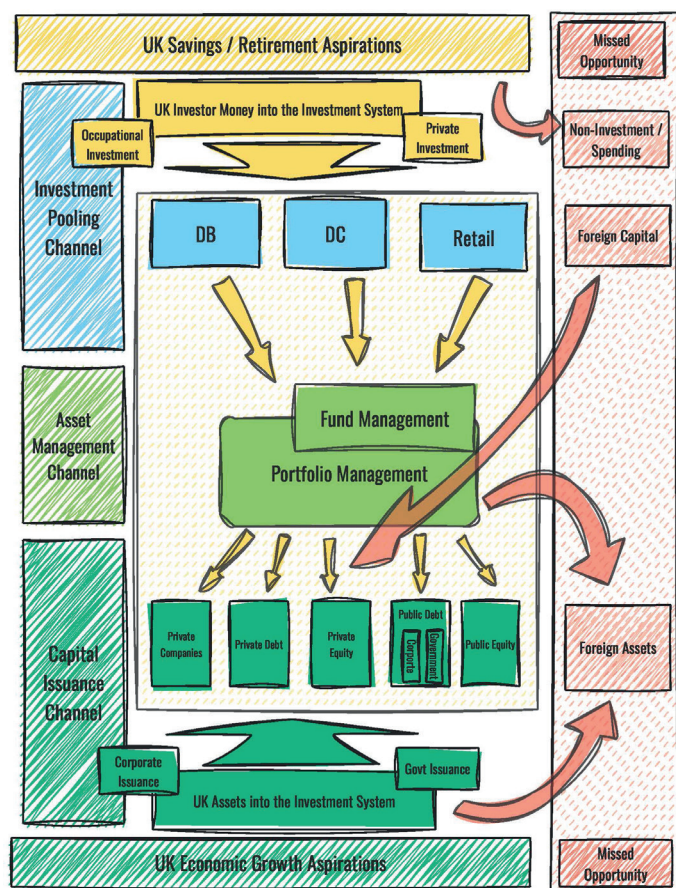 UK Savings / Retirement Aspirations
Missed
Opportunity
UK Investor Money into the Investment System
Occupational
Investment
Private
Investment
Non-Investment /
Spending
Investment
Pooling
Channel
DB
DC
Retail
Foreign Capital
Asset
Management
Channel
Fund Management
Portfolio Management
Capital
Issuance
Channel
Private
Companies
Private Debt
Private
Equity
Public Debt
Corporte
Government
Public Equity
Foreign Assets
Corporate
Issuance
Govt Issuance
UK Assets into the Investment System
UK Economic Growth Aspirations
Missed
Opportunity